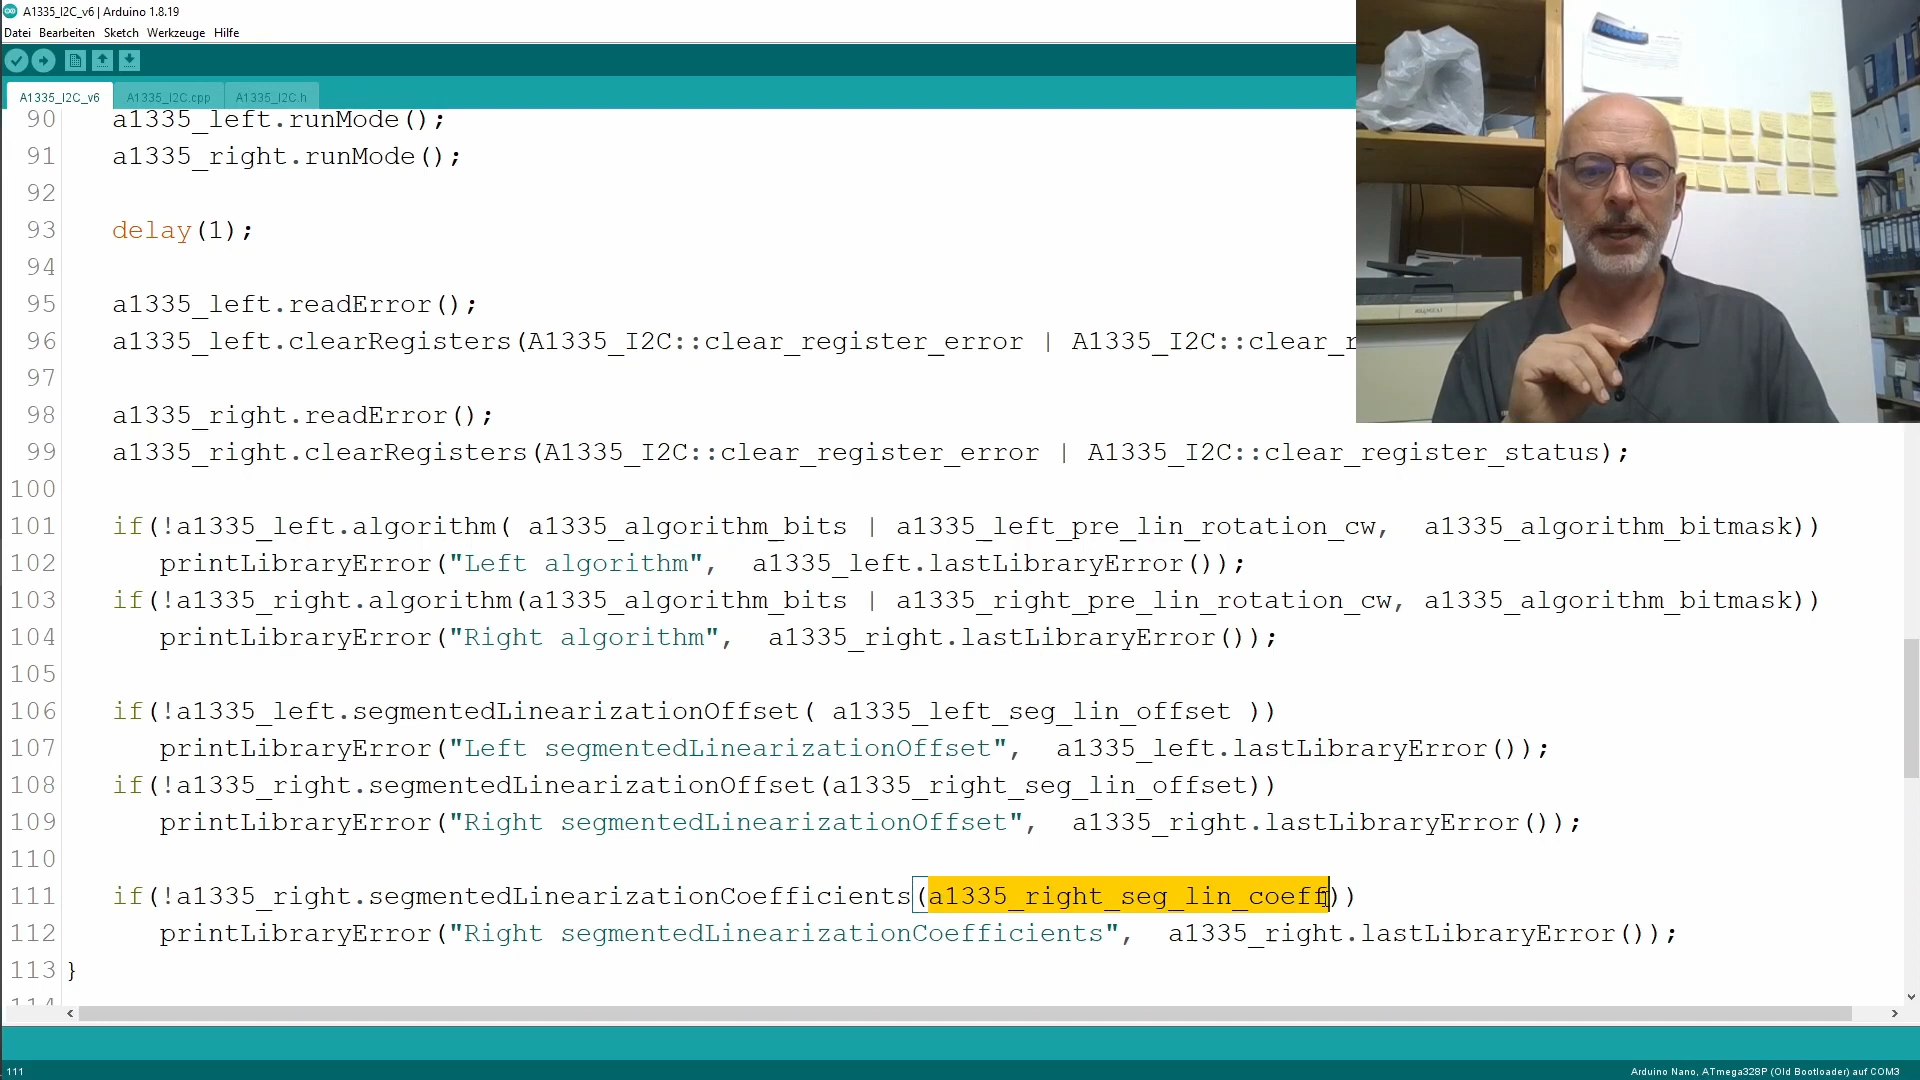 A1335_I2C_v6 | Arduino 1.8.19
Datei Bearbeiten Sketch Werkzeuge Hilfe
A1335_I2C_v6 A1335_I2C.cpp A1335_I2C.h
90 a1335_left.runMode();
91 a1335_right.runMode();
92
93 delay(1);
94
95 a1335_left.readError();
96 a1335_left.clearRegisters(A1335_I2C::clear_register_error | A1335_I2C::clear_r
97
98 a1335_right.readError();
99 a1335_right.clearRegisters(A1335_I2C::clear_register_error | A1335_I2C::clear_register_status);
100
101 if(!a1335_left.algorithm( a1335_algorithm_bits | a1335_left_pre_lin_rotation_cw, a1335_algorithm_bitmask))
102 printLibraryError("Left algorithm", a1335_left.lastLibraryError());
103 if(!a1335_right.algorithm(a1335_algorithm_bits | a1335_right_pre_lin_rotation_cw, a1335_algorithm_bitmask))
104 printLibraryError("Right algorithm", a1335_right.lastLibraryError());
105
106 if(!a1335_left.segmentedLinearizationOffset( a1335_left_seg_lin_offset ))
107 printLibraryError("Left segmentedLinearizationOffset", a1335_left.lastLibraryError());
108 if(!a1335_right.segmentedLinearizationOffset(a1335_right_seg_lin_offset))
109 printLibraryError("Right segmentedLinearizationOffset", a1335_right.lastLibraryError());
110
111 if(!a1335_right.segmentedLinearizationCoefficients(a1335_right_seg_lin_coeff))
112 printLibraryError("Right segmentedLinearizationCoefficients", a1335_right.lastLibraryError());
113 }
114
111
Arduino Nano, ATmega328P (Old Bootloader) auf COM3